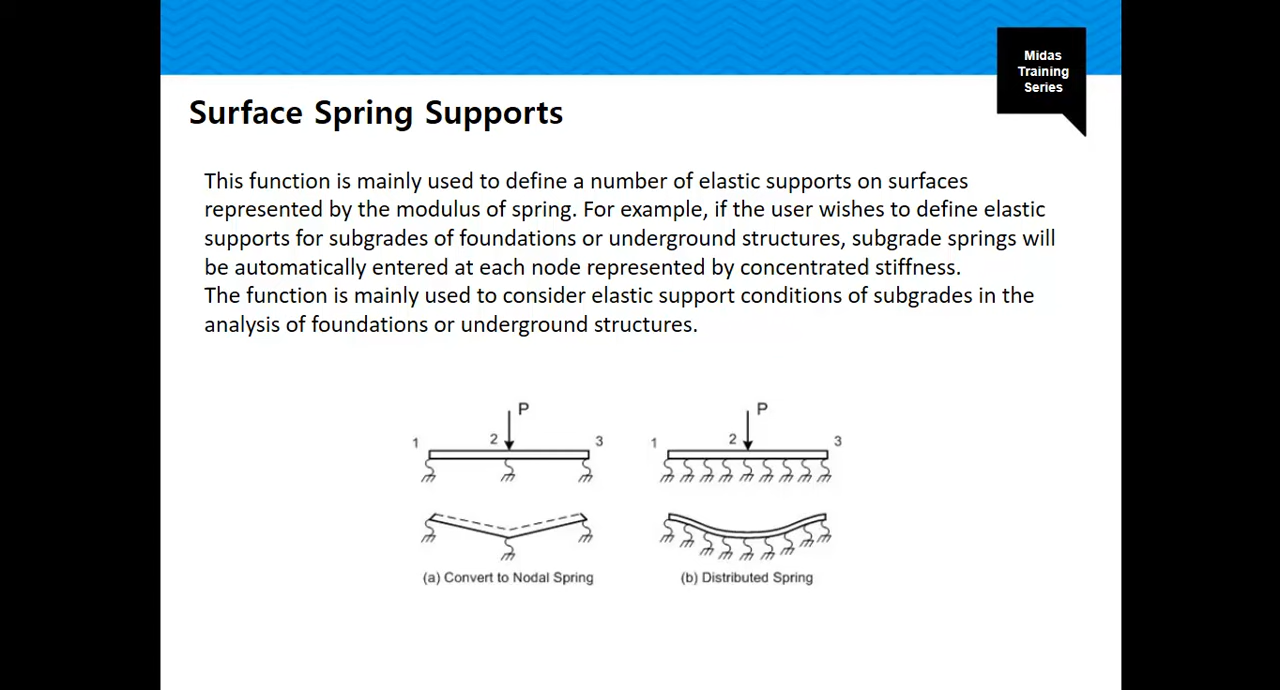 Midas
Training
Series
Surface Spring Supports
This function is mainly used to define a number of elastic supports on surfaces
represented by the modulus of spring. For example, if the user wishes to define elastic
supports for subgrades of foundations or underground structures, subgrade springs will
be automatically entered at each node represented by concentrated stiffness.
The function is mainly used to consider elastic support conditions of subgrades in the
analysis of foundations or underground structures.
P P
1 2 3 1 2 3
(a) Convert to Nodal Spring (b) Distributed Spring